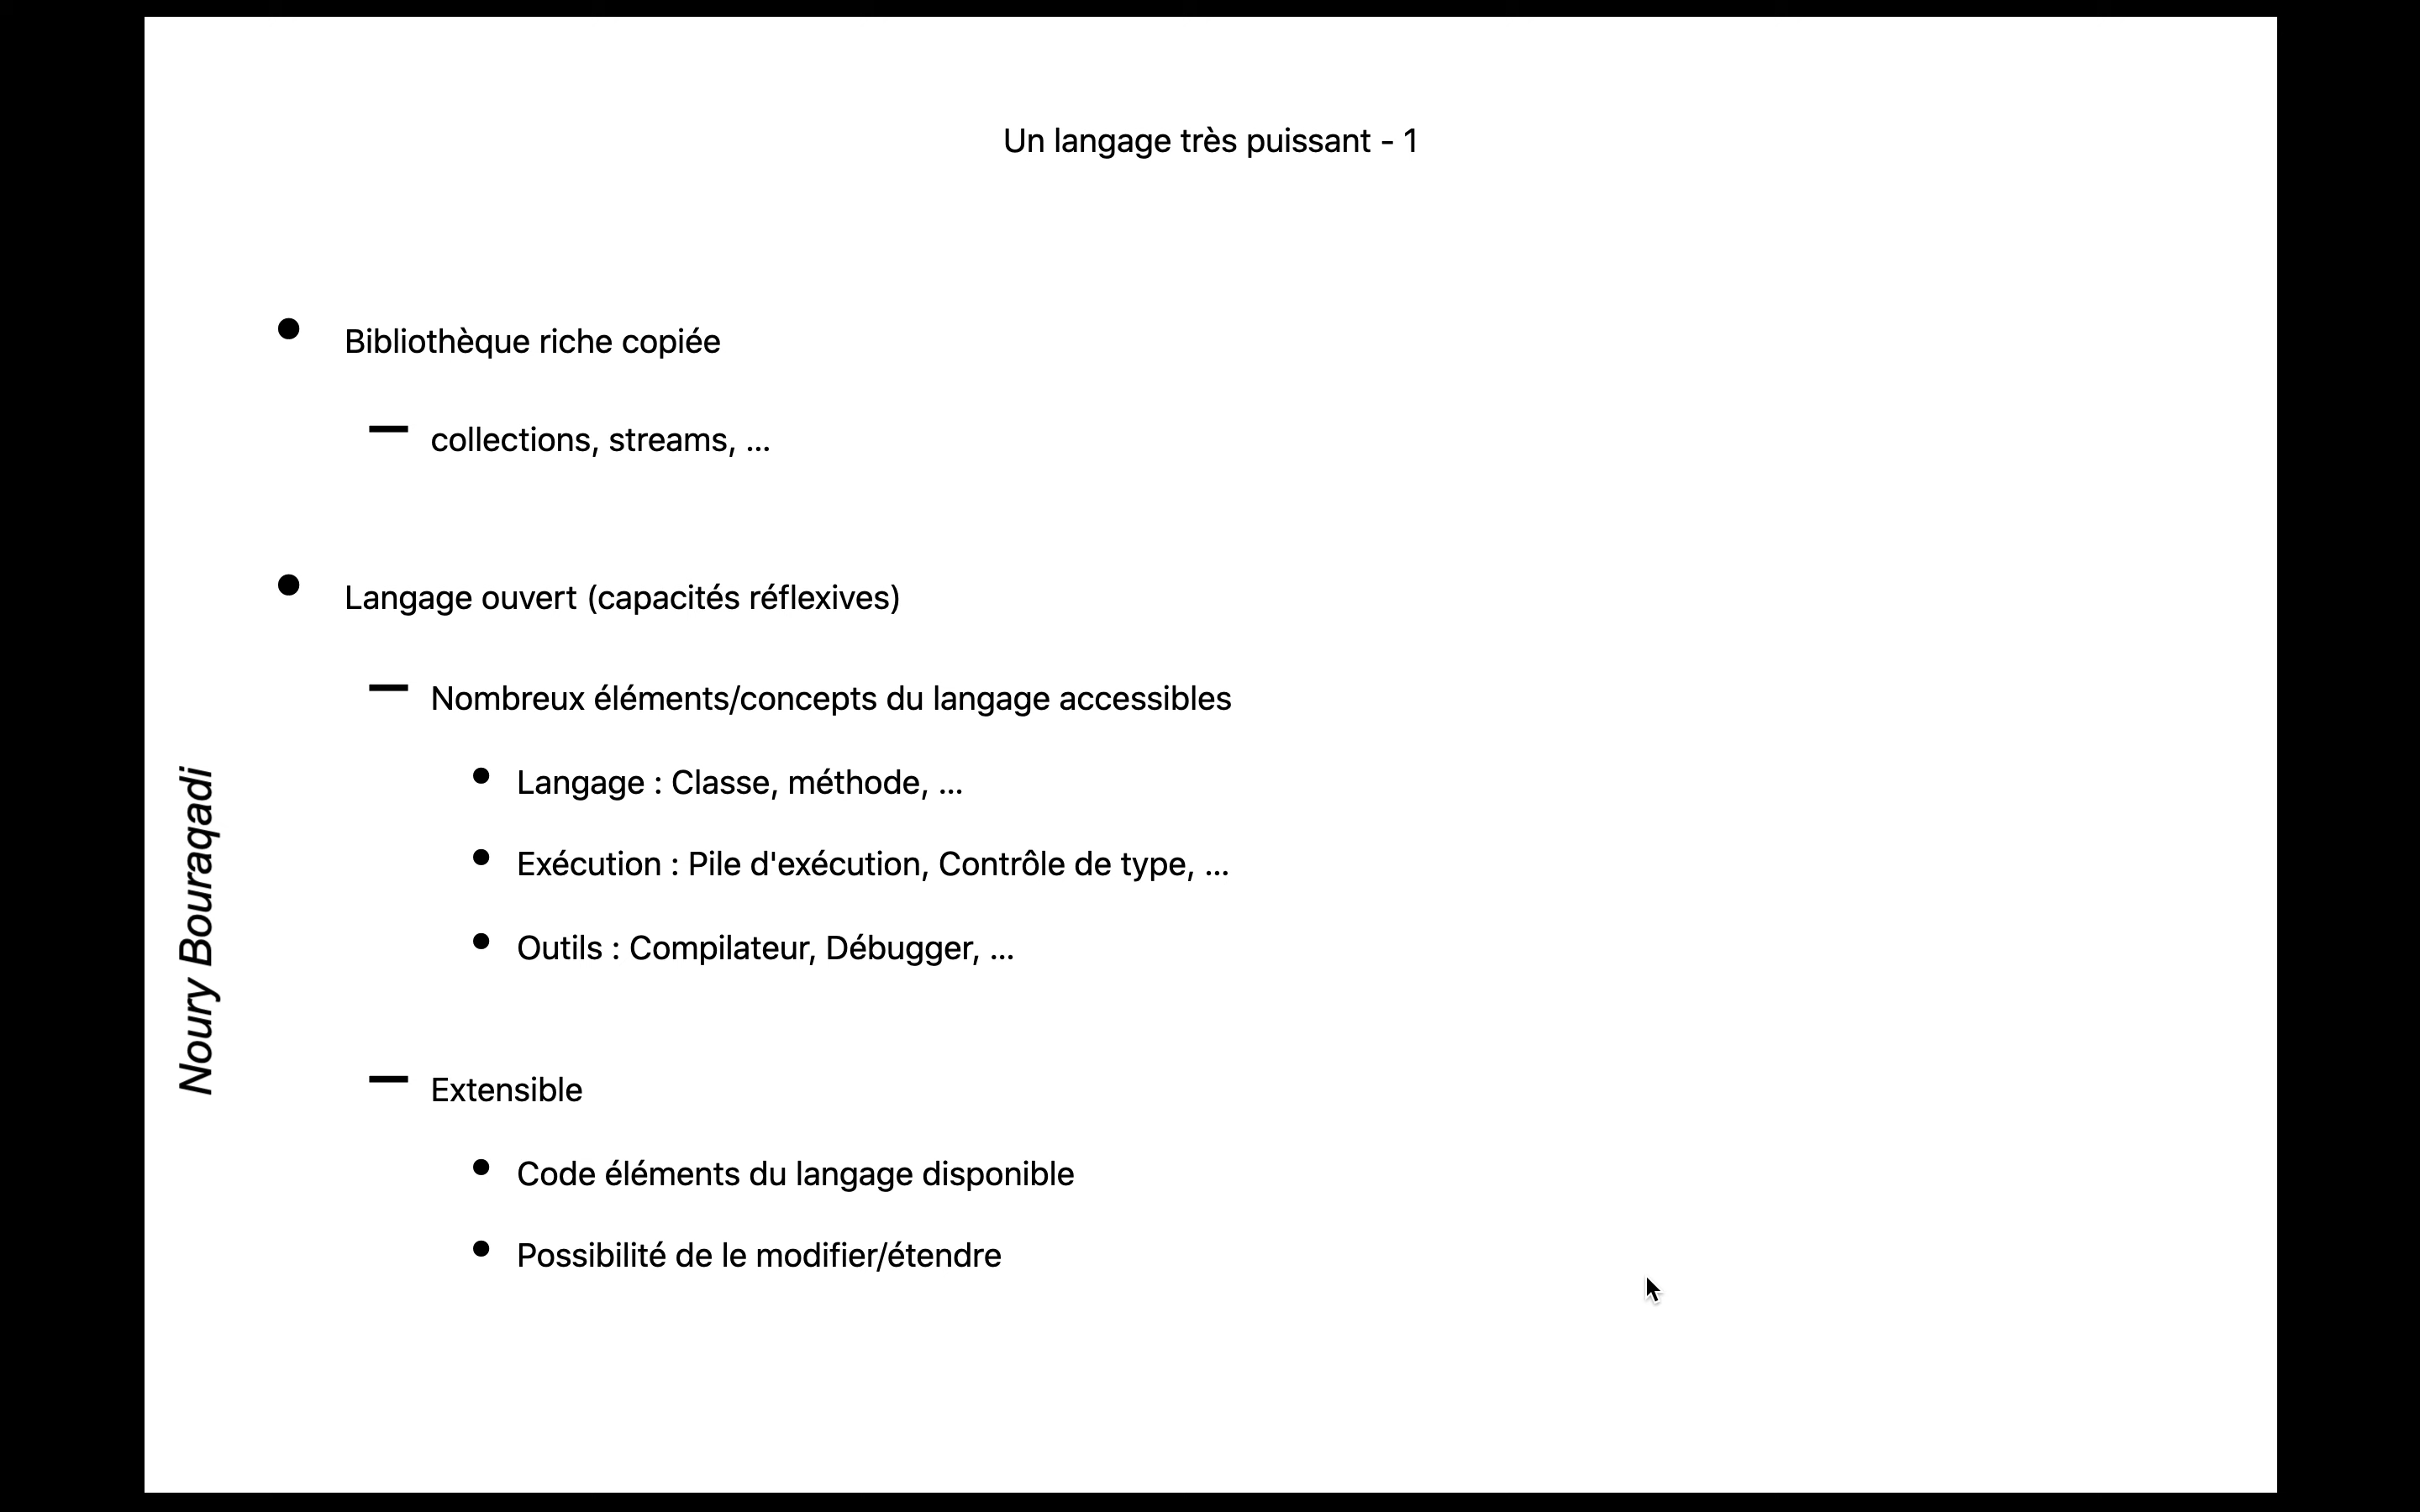 Un langage très puissant - 1
Bibliothèque riche copiée
collections, streams, ...
Langage ouvert (capacités réflexives)
Nombreux éléments/concepts du langage accessibles
Langage : Classe, méthode, ...
Exécution : Pile d'exécution, Contrôle de type, ...
Outils : Compilateur, Débugger, ...
Extensible
Code éléments du langage disponible
Possibilité de le modifier/étendre
Noury Bouraqadi